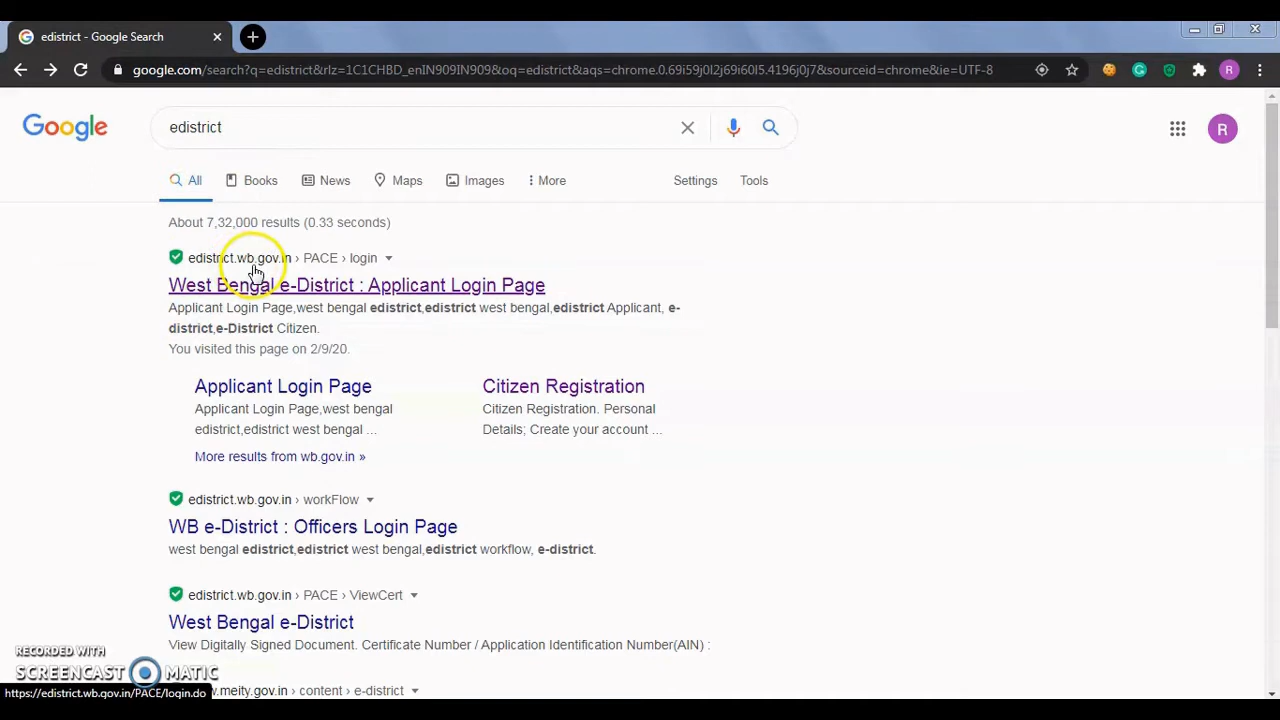 edistrict - Google Search
google.com/search?q=edistrict&rlz=1C1CHBD_enIN909IN909&oq=edistrict&aqs=chrome.0.69i59j0l2j69i60l5.4196j0j7&sourceid=chrome&ie=UTF-8
R
Google
edistrict
R
All
Books
News
Maps
Images
More
Settings
Tools
About 7,32,000 results (0.33 seconds)
edistrict.wb.gov.in › PACE › login
West Bengal e-District : Applicant Login Page
Applicant Login Page,west bengal edistrict,edistrict west bengal,edistrict Applicant, e-
district,e-District Citizen.
You visited this page on 2/9/20.
Applicant Login Page
Applicant Login Page,west bengal
edistrict,edistrict west bengal ...
More results from wb.gov.in »
Citizen Registration
Citizen Registration. Personal
Details; Create your account ...
edistrict.wb.gov.in › workFlow
WB e-District : Officers Login Page
west bengal edistrict,edistrict west bengal,edistrict workflow, e-district.
edistrict.wb.gov.in › PACE › ViewCert
West Bengal e-District
View Digitally Signed Document. Certificate Number / Application Identification Number(AIN) :
.meity.gov.in › content › e-district
RECORDED WITH
SCREENCAST MATIC
https://edistrict.wb.gov.in/PACE/login.do